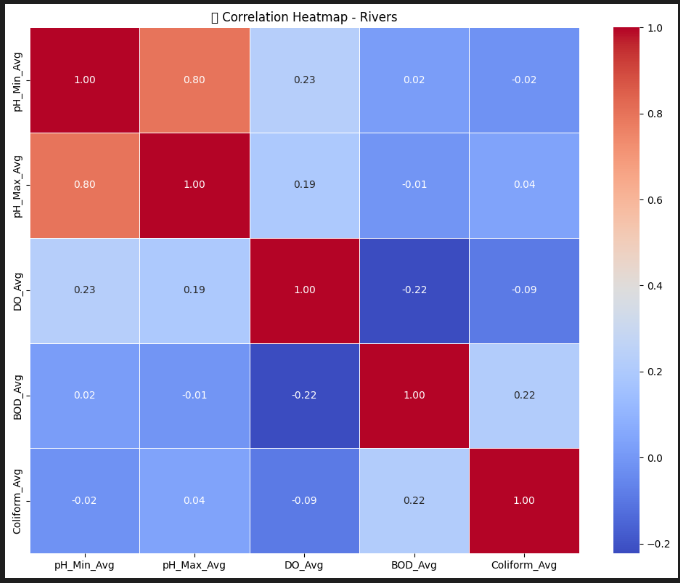 Correlation Heatmap - Rivers
pH_Min_Avg 1.00 0.80 0.23 0.02 -0.02
pH_Max_Avg 0.80 1.00 0.19 -0.01 0.04
DO_Avg 0.23 0.19 1.00 -0.22 -0.09
BOD_Avg 0.02 -0.01 -0.22 1.00 0.22
Coliform_Avg -0.02 0.04 -0.09 0.22 1.00
pH_Min_Avg pH_Max_Avg DO_Avg BOD_Avg Coliform_Avg
1.0
0.8
0.6
0.4
0.2
0.0
−0.2